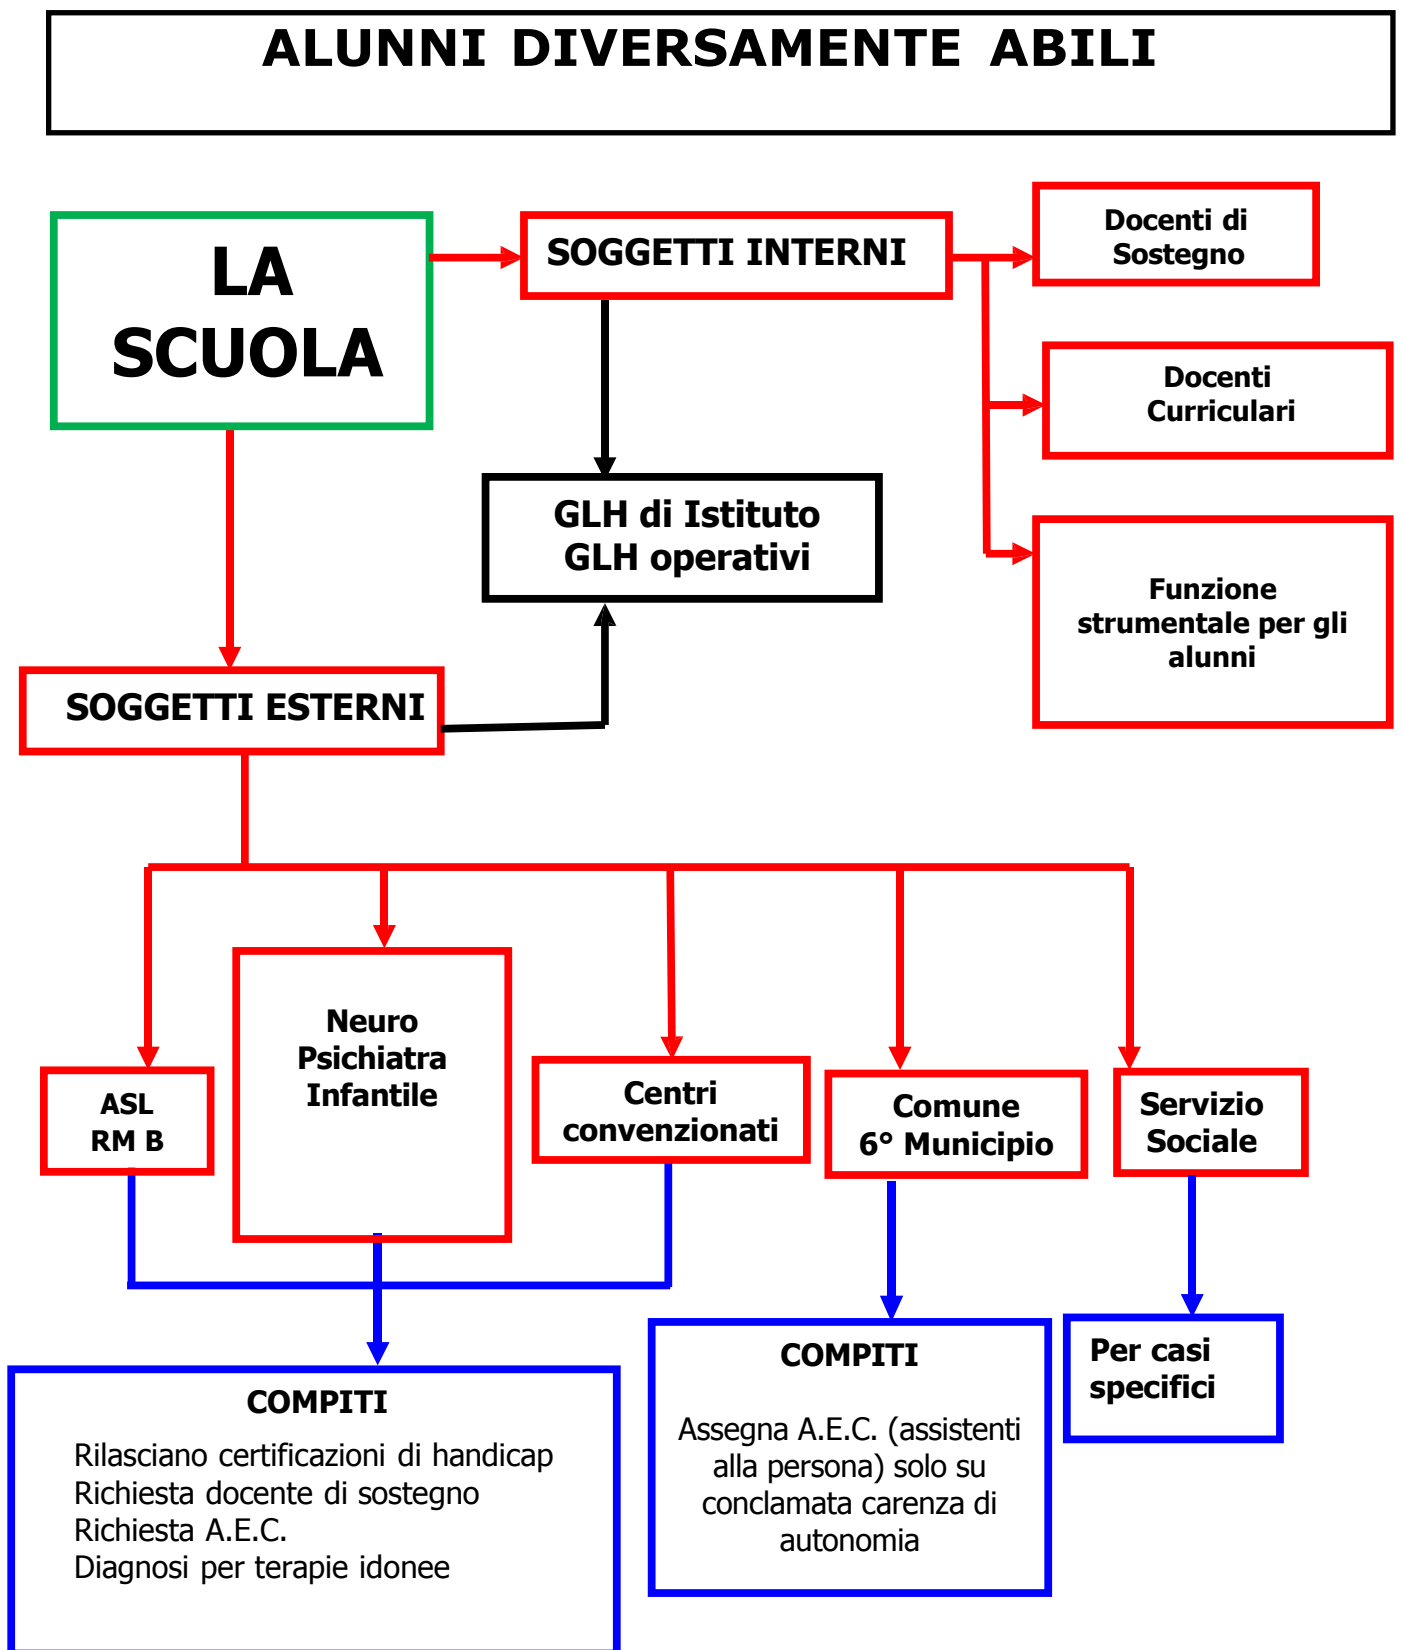 ALUNNI DIVERSAMENTE ABILI
LA
SCUOLA
SOGGETTI INTERNI
Docenti di
Sostegno
Docenti
Curriculari
GLH di Istituto
GLH operativi
Funzione
strumentale per gli
alunni
SOGGETTI ESTERNI
ASL
RM B
Neuro
Psichiatra
Infantile
Centri
convenzionati
Comune
6° Municipio
Servizio
Sociale
COMPITI
Rilasciano certificazioni di handicap
Richiesta docente di sostegno
Richiesta A.E.C.
Diagnosi per terapie idonee
COMPITI
Assegna A.E.C. (assistenti
alla persona) solo su
conclamata carenza di
autonomia
Per casi
specifici